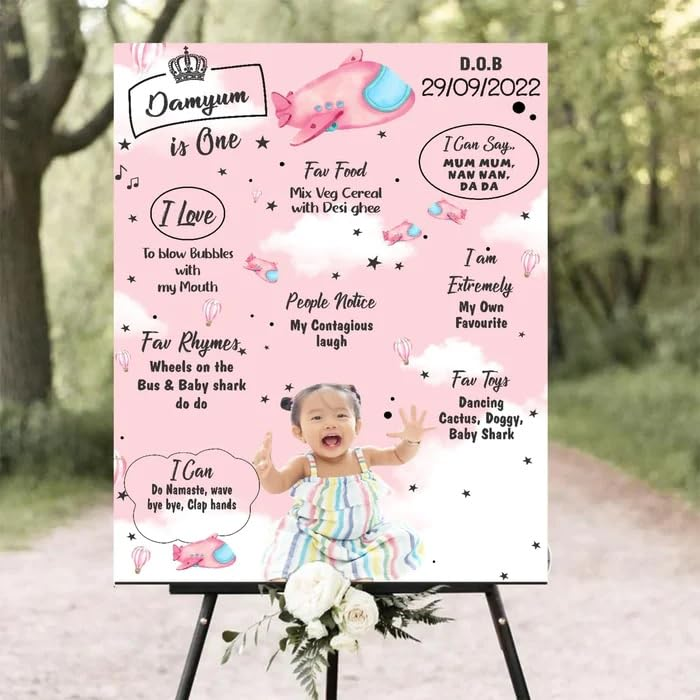 Damyum
is One
D.O.B
29/09/2022
I Can Say..
MUM MUM,
NAN NAN,
DA DA
Fav Food
Mix Veg Cereal
with Desi ghee
I Love
To blow Bubbles
with
my Mouth
I am
Extremely
My Own
Favourite
People Notice
My Contagious
laugh
Fav Rhymes
Wheels on the
Bus & Baby shark
do do
Fav Toys
Dancing
Cactus, Doggy,
Baby Shark
I Can
Do Namaste, wave
bye bye, Clap hands